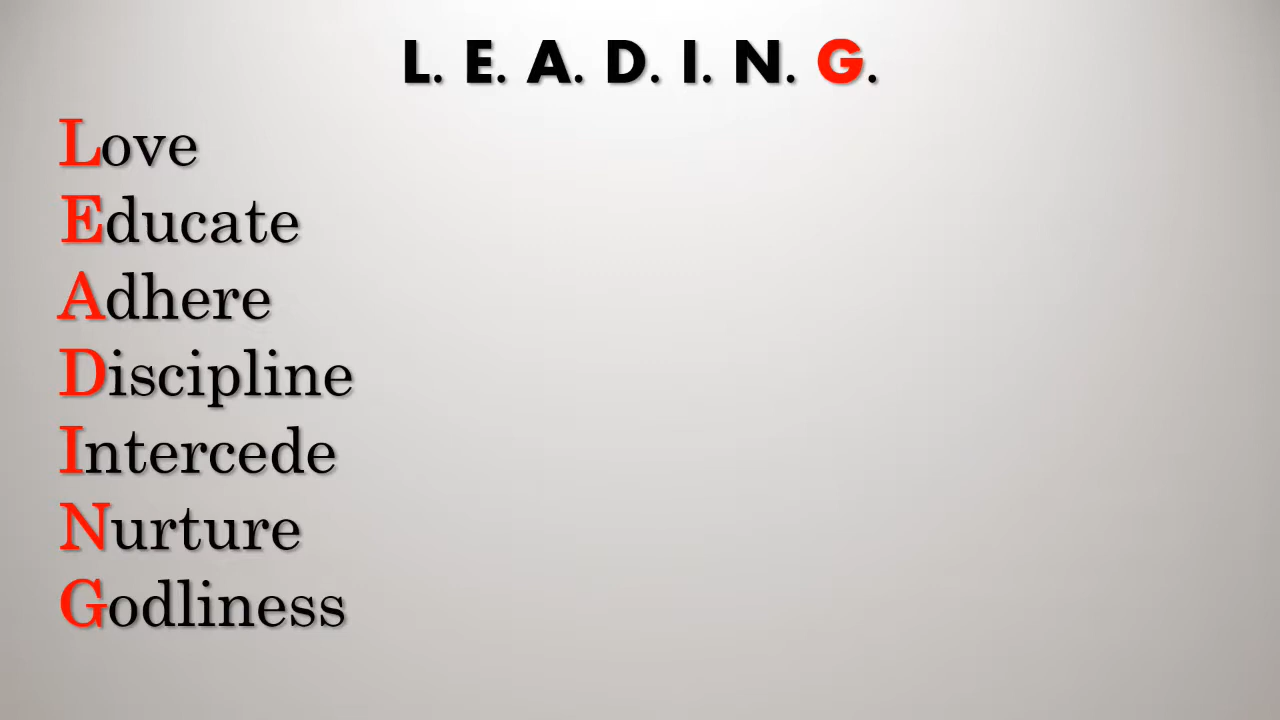 L. E. A. D. I. N. G.
Love
Educate
Adhere
Discipline
Intercede
Nurture
Godliness